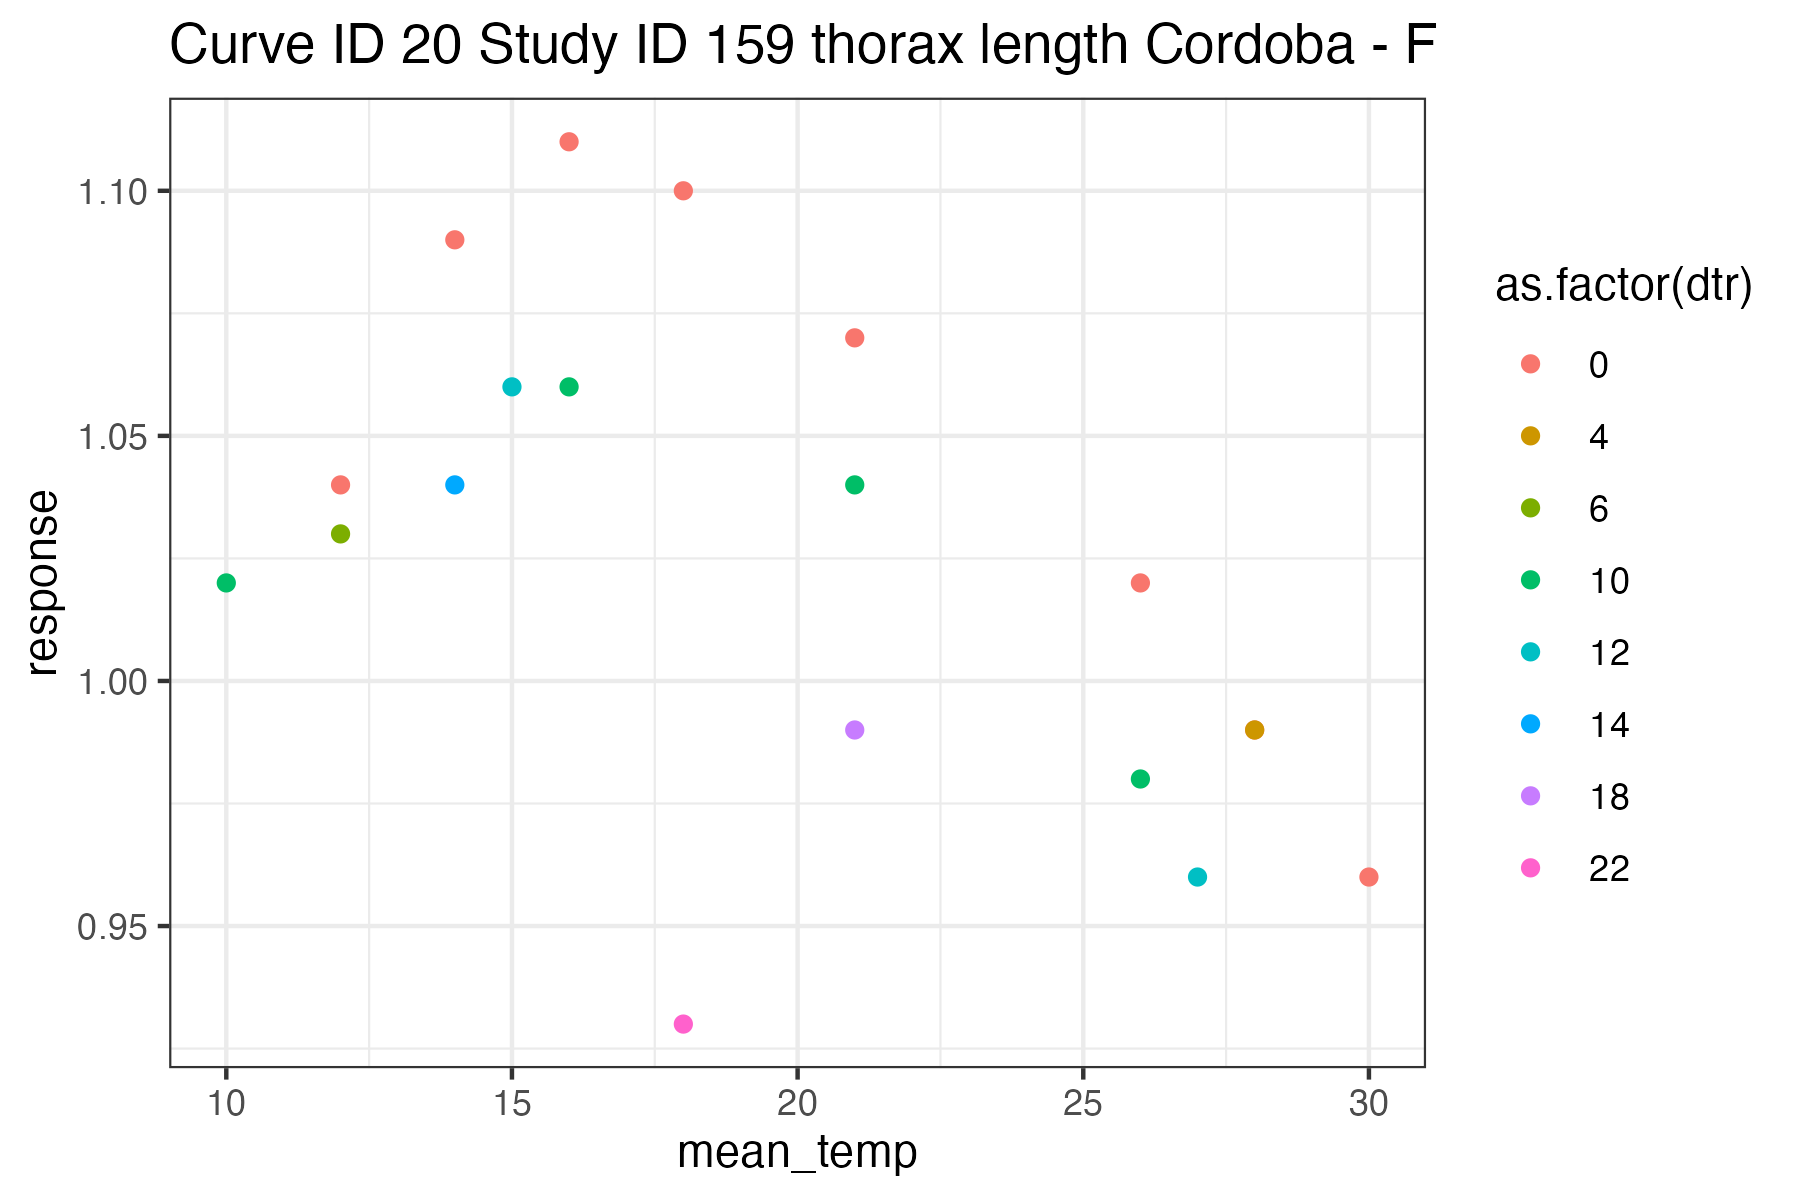 Curve ID 20 Study ID 159 thorax length Cordoba - F
response
1.10
1.05
1.00
0.95
10 15 20 25 30
mean_temp
as.factor(dtr)
0
4
6
10
12
14
18
22